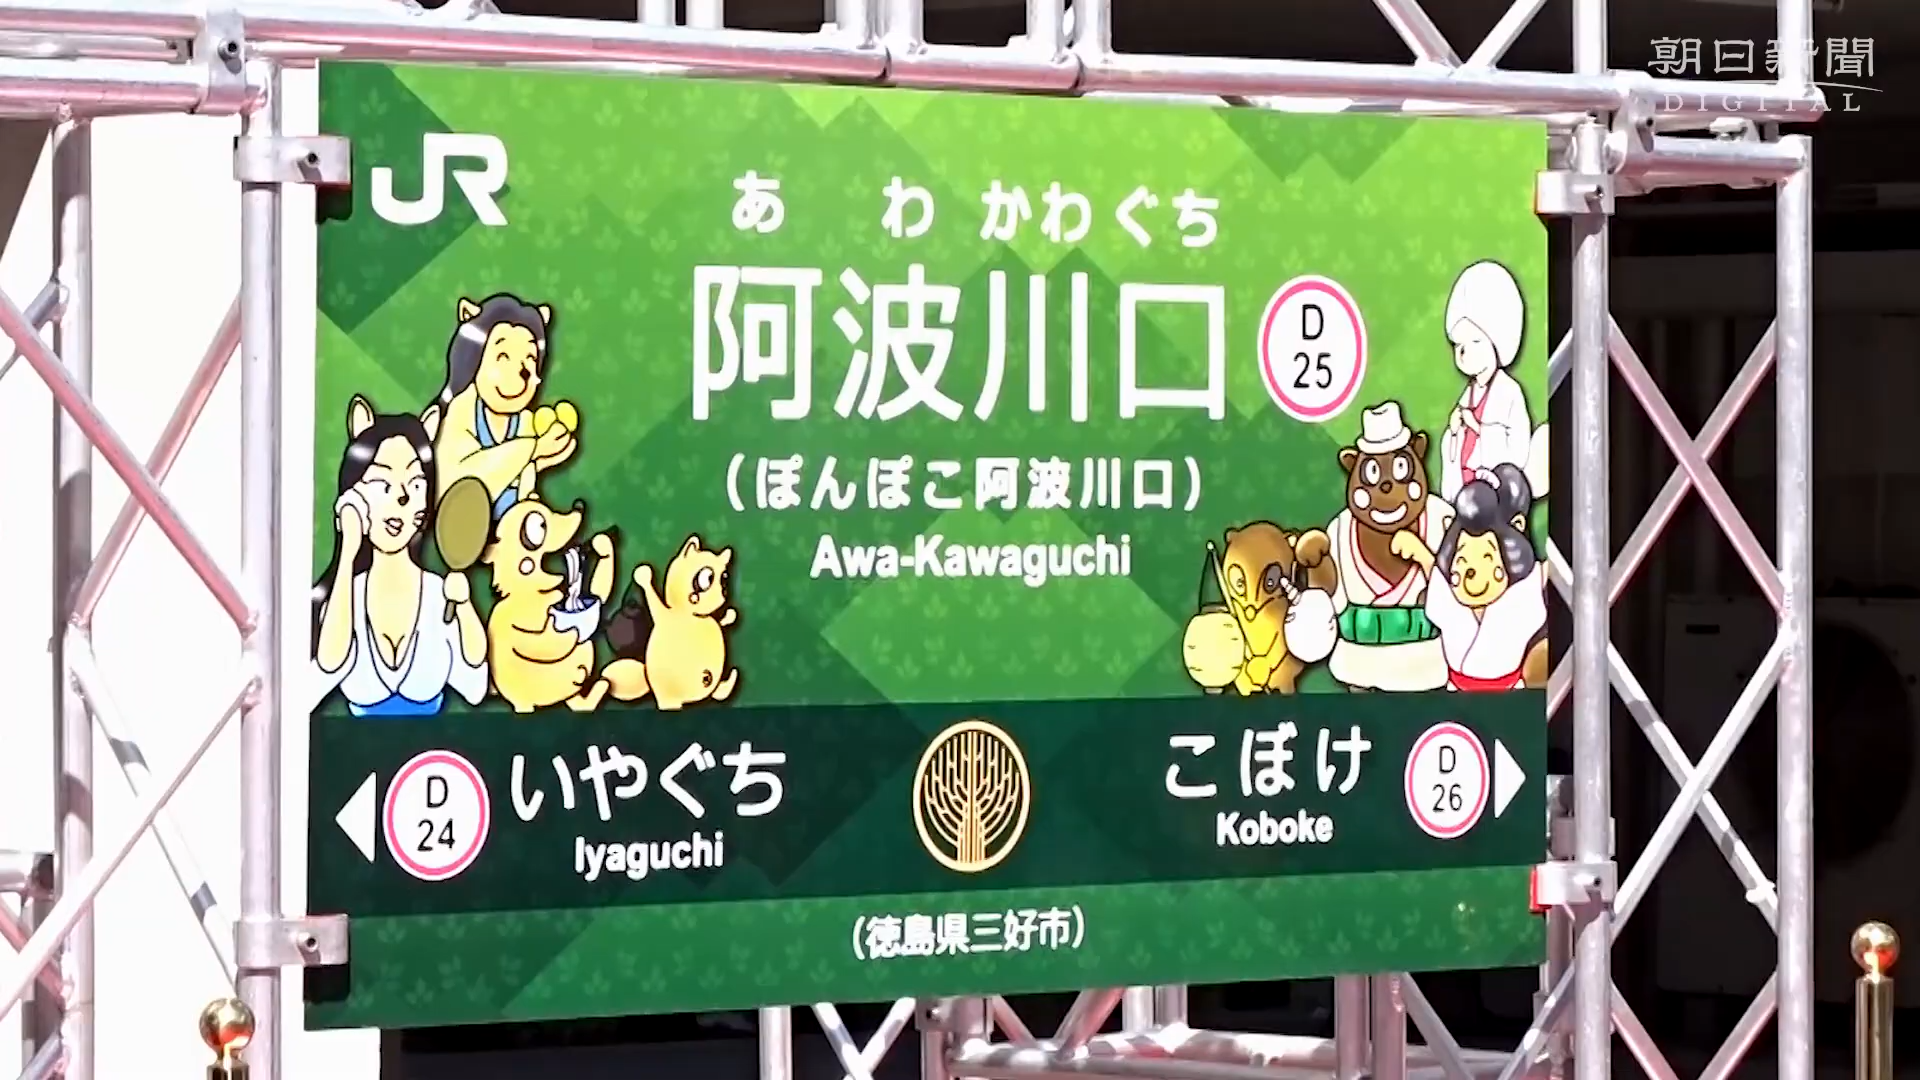 朝日新聞
DIGITAL
JR
あ わ かわぐち
阿波川口
D
25
(ぽんぽこ阿波川口)
Awa-Kawaguchi
D
24
いやぐち
Iyaguchi
こぼけ
Koboke
D
26
(徳島県三好市)